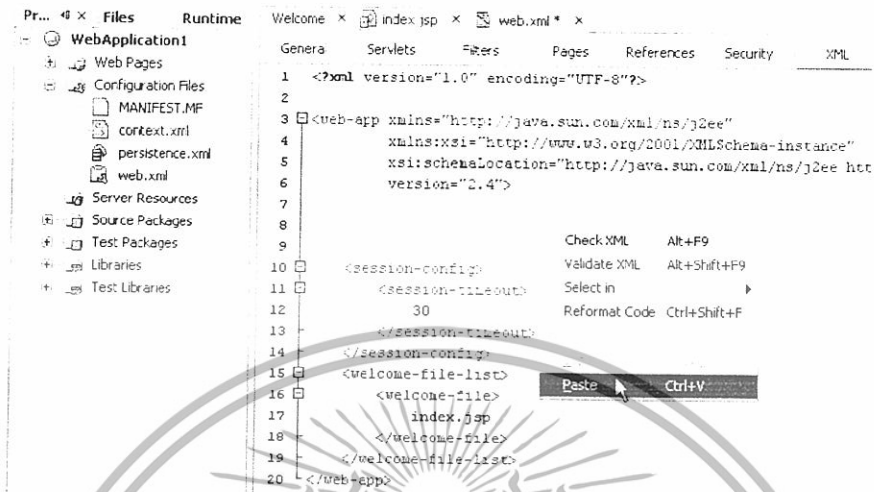 Pr... Files Runtime
WebApplication1
Web Pages
Configuration Files
MANIFEST.MF
context.xml
persistence.xml
web.xml
Server Resources
Source Packages
Test Packages
Libraries
Test Libraries
Welcome × index.jsp × web.xml * ×
General Servlets Filters Pages References Security XML
1 <?xml version="1.0" encoding="UTF-8"?>
2
3 <web-app xmlns="http://java.sun.com/xml/ns/j2ee"
4 xmlns:xsi="http://www.w3.org/2001/XMLSchema-instance"
5 xsi:schemaLocation="http://java.sun.com/xml/ns/j2ee htt
6 version="2.4">
7
8
9
10 <session-config>
11 <session-timeout>
12 30
13 </session-timeout>
14 </session-config>
15 <welcome-file-list>
16 <welcome-file>
17 index.jsp
18 </welcome-file>
19 </welcome-file-list>
20 </web-app>
Check XML Alt+F9
Validate XML Alt+Shift+F9
Select in
Reformat Code Ctrl+Shift+F
Paste Ctrl+V